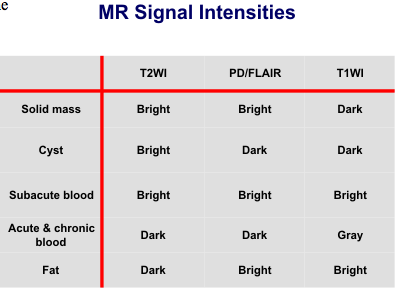 MR Signal Intensities
T2WI PD/FLAIR T1WI
Solid mass Bright Bright Dark
Cyst Bright Dark Dark
Subacute blood Bright Bright Bright
Acute & chronic
blood Dark Dark Gray
Fat Dark Bright Bright